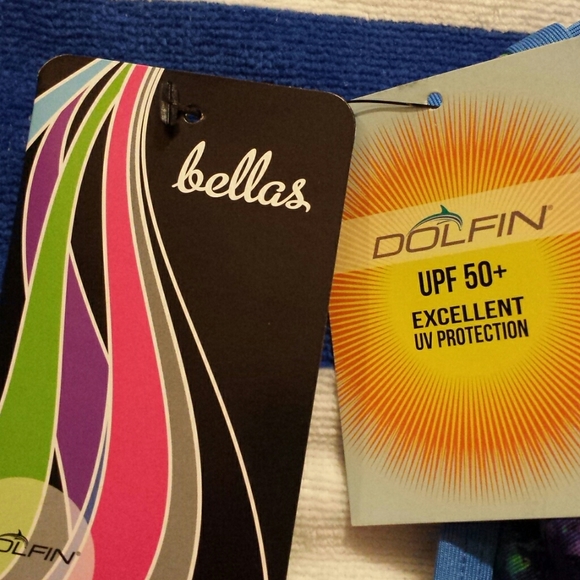 bellas
DOLFIN®
UPF 50+
EXCELLENT
UV PROTECTION
DOLFIN®